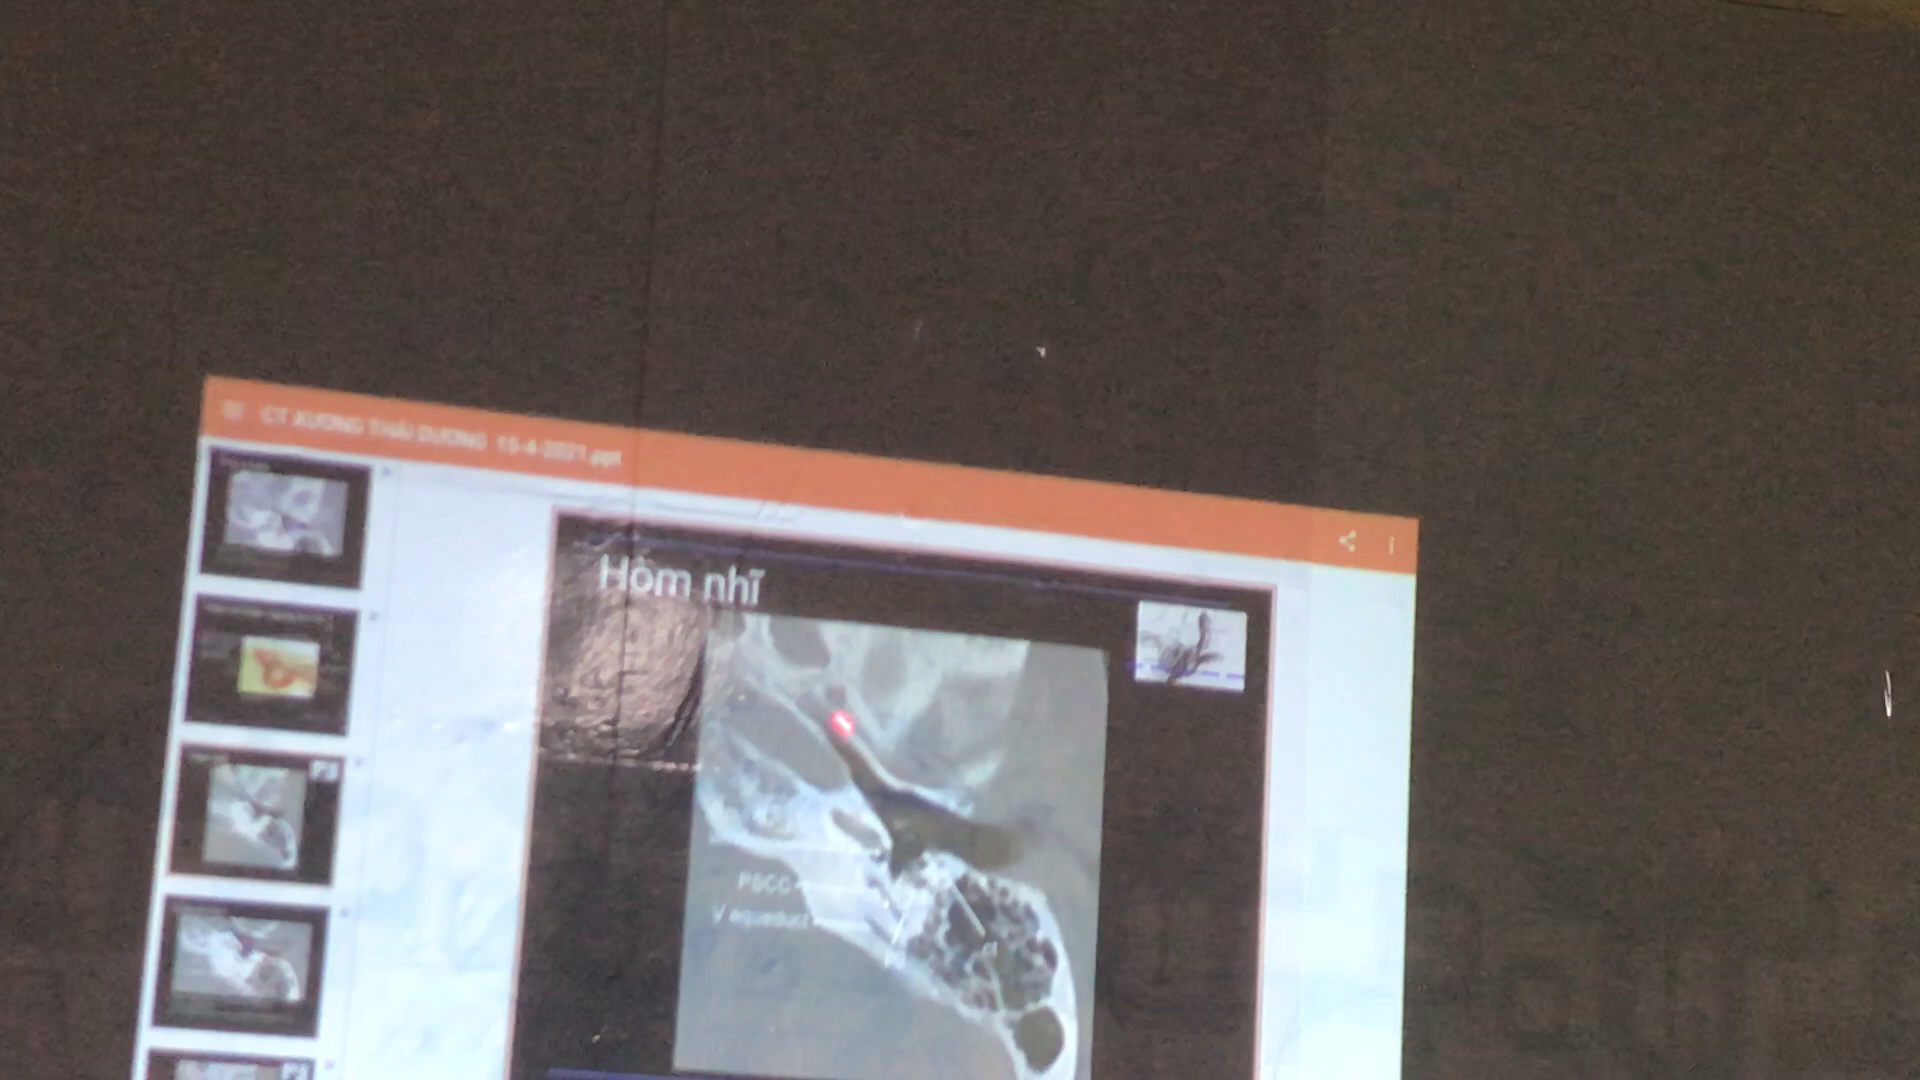 CT XƯƠNG THÁI DƯƠNG 15-4-2021.ppt
Hòm nhĩ
PSCC
V aqueduct